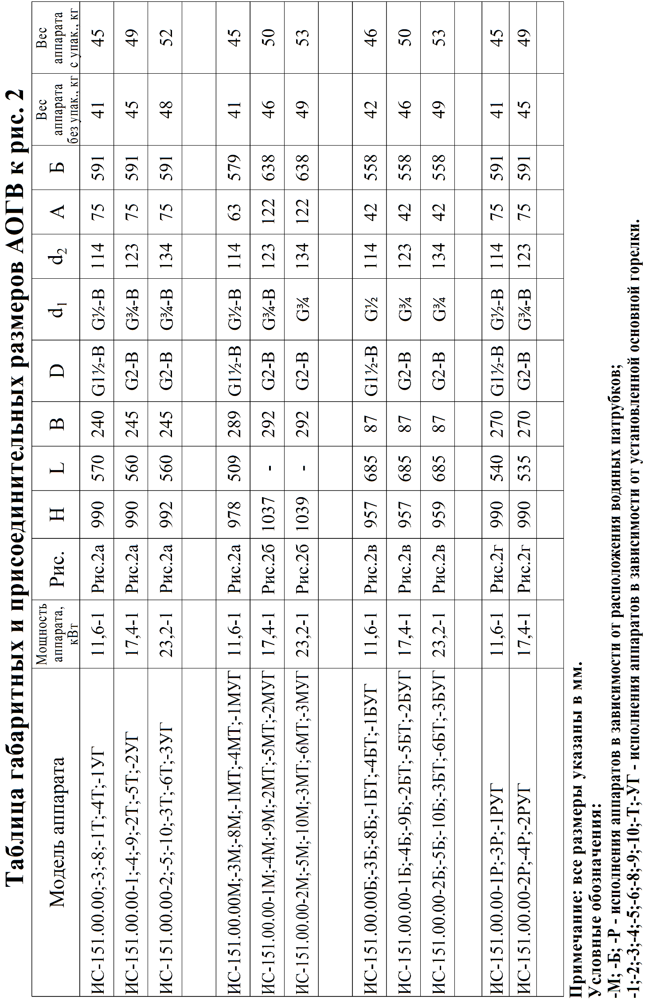 Таблица габаритных и присоединительных размеров АОГВ к рис. 2
Модель аппарата Мощность аппарата, кВт Рис. H L B D d1 d2 А Б Вес аппарата без упак., кг Вес аппарата с упак., кг
ИС-151.00.00;-3;-8;-1Т;-4Т;-1УГ 11,6-1 Рис.2а 990 570 240 G1½-B G½-B 114 75 591 41 45
ИС-151.00.00-1;-4;-9;-2Т;-5Т;-2УГ 17,4-1 Рис.2а 990 560 245 G2-B G¾-B 123 75 591 45 49
ИС-151.00.00-2;-5;-10;-3Т;-6Т;-3УГ 23,2-1 Рис.2а 992 560 245 G2-B G¾-B 134 75 591 48 52
ИС-151.00.00М;-3М;-8М;-1МТ;-4МТ;-1МУГ 11,6-1 Рис.2а 978 509 289 G1½-B G½-B 114 63 579 41 45
ИС-151.00.00-1М;-4М;-9М;-2МТ;-5МТ;-2МУГ 17,4-1 Рис.2б 1037 - 292 G2-B G¾-B 123 122 638 46 50
ИС-151.00.00-2М;-5М;-10М;-3МТ;-6МТ;-3МУГ 23,2-1 Рис.2б 1039 - 292 G2-B G¾ 134 122 638 49 53
ИС-151.00.00Б;-3Б;-8Б;-1БТ;-4БТ;-1БУГ 11,6-1 Рис.2в 957 685 87 G1½-B G½ 114 42 558 42 46
ИС-151.00.00-1Б;-4Б;-9Б;-2БТ;-5БТ;-2БУГ 17,4-1 Рис.2в 957 685 87 G2-B G¾ 123 42 558 46 50
ИС-151.00.00-2Б;-5Б;-10Б;-3БТ;-6БТ;-3БУГ 23,2-1 Рис.2в 959 685 87 G2-B G¾ 134 42 558 49 53
ИС-151.00.00-1Р;-3Р;-1РУГ 11,6-1 Рис.2г 990 540 270 G1½-B G½-B 114 75 591 41 45
ИС-151.00.00-2Р;-4Р;-2РУГ 17,4-1 Рис.2г 990 535 270 G2-B G¾-B 123 75 591 45 49
Примечание: все размеры указаны в мм.
Условные обозначения:
-М; -Б; -Р - исполнения аппаратов в зависимости от расположения водяных патрубков;
-1;-2;-3;-4;-5;-6;-8;-9;-10;-Т;-УГ - исполнения аппаратов в зависимости от установленной основной горелки.